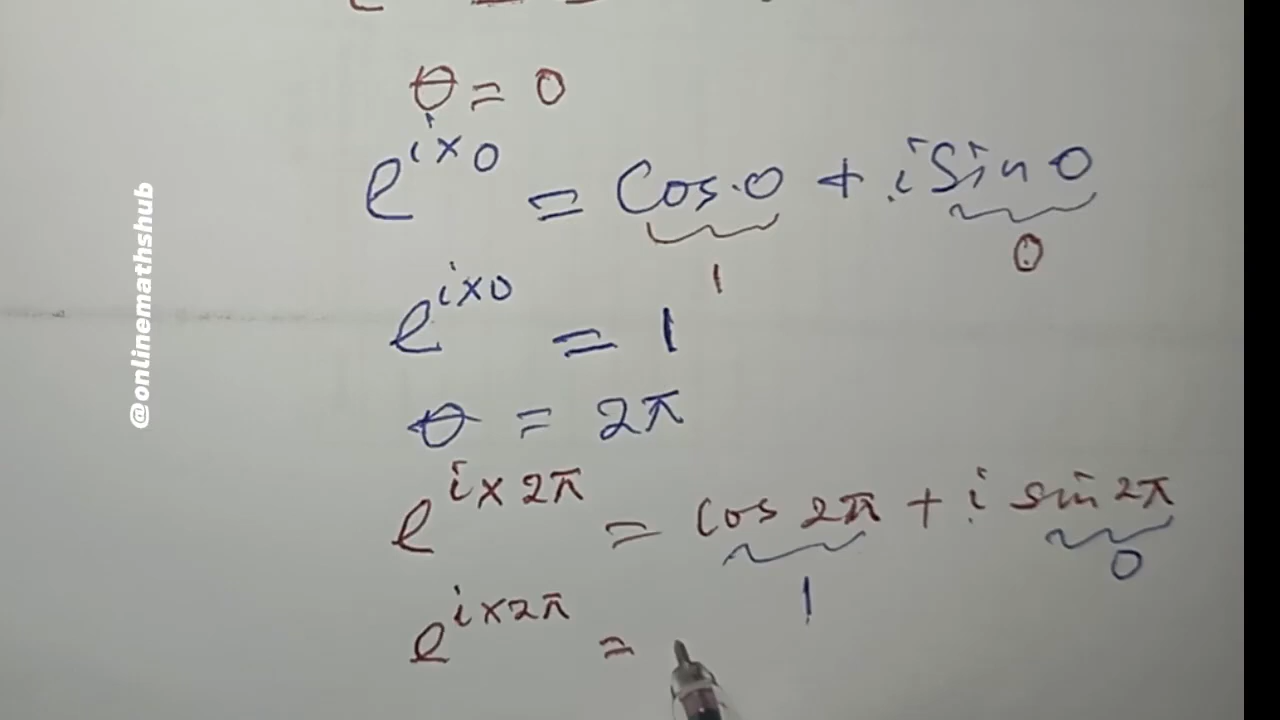 θ = 0
e^{i×0} = Cos 0 + i Sin 0
1 0
e^{i×0} = 1
θ = 2π
e^{i×2π} = cos 2π + i sin 2π
1 0
e^{i×2π} =
@onlinemathshub